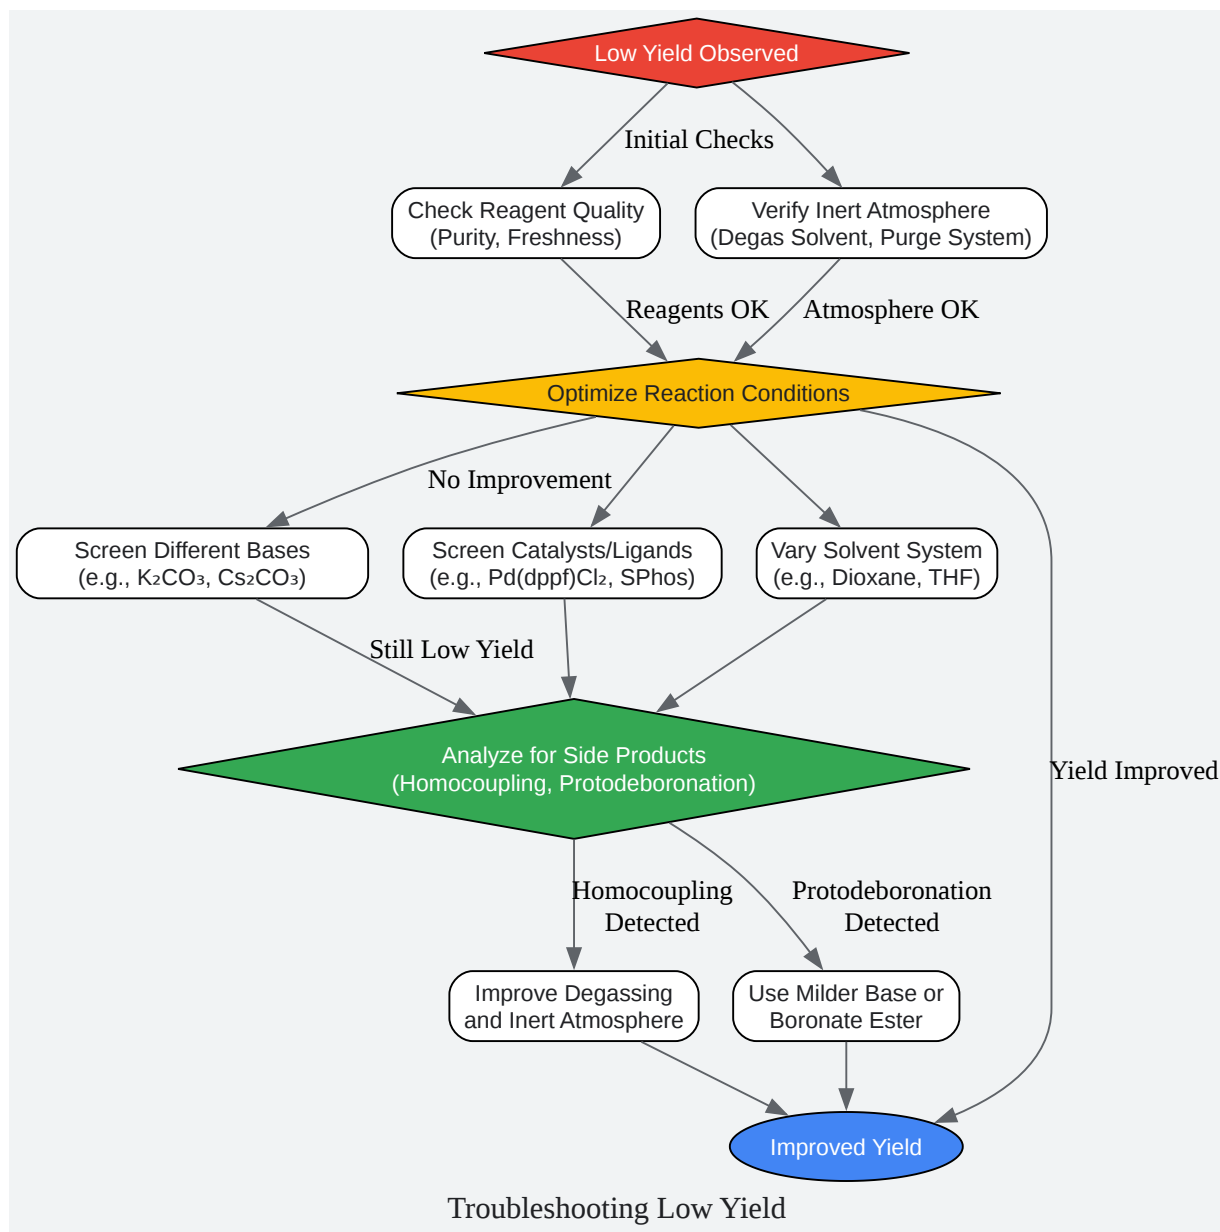 Low Yield Observed
Initial Checks
Check Reagent Quality
(Purity, Freshness)
Verify Inert Atmosphere
(Degas Solvent, Purge System)
Reagents OK
Atmosphere OK
Optimize Reaction Conditions
No Improvement
Screen Different Bases
(e.g., K₂CO₃, Cs₂CO₃)
Screen Catalysts/Ligands
(e.g., Pd(dppf)Cl₂, SPhos)
Vary Solvent System
(e.g., Dioxane, THF)
Still Low Yield
Analyze for Side Products
(Homocoupling, Protodeboronation)
Yield Improved
Homocoupling
Detected
Protodeboronation
Detected
Improve Degassing
and Inert Atmosphere
Use Milder Base or
Boronate Ester
Improved Yield
Troubleshooting Low Yield